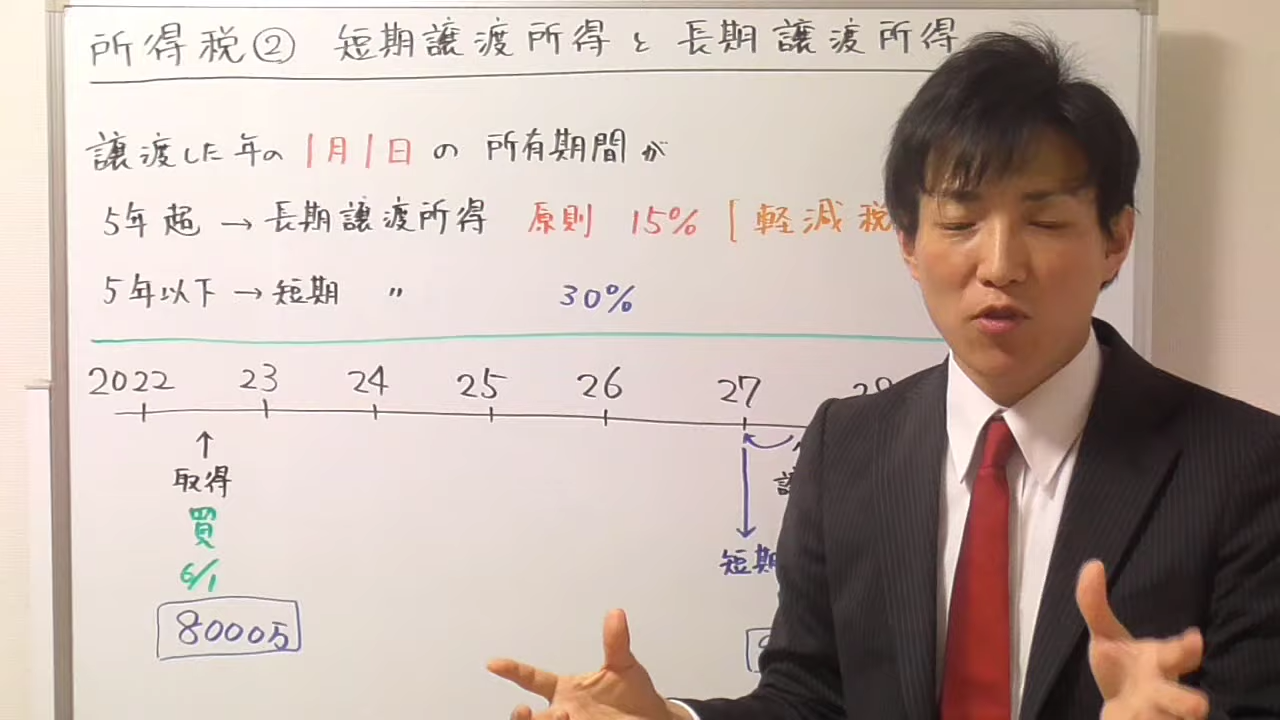 所得税② 短期譲渡所得と長期譲渡所得
譲渡した年の1月1日の所有期間が
5年超→長期譲渡所得 原則 15% [軽減税
5年以下→短期 〃 30%
2022 23 24 25 26 27 28
↑
取得
買
6/1
8000万
短期